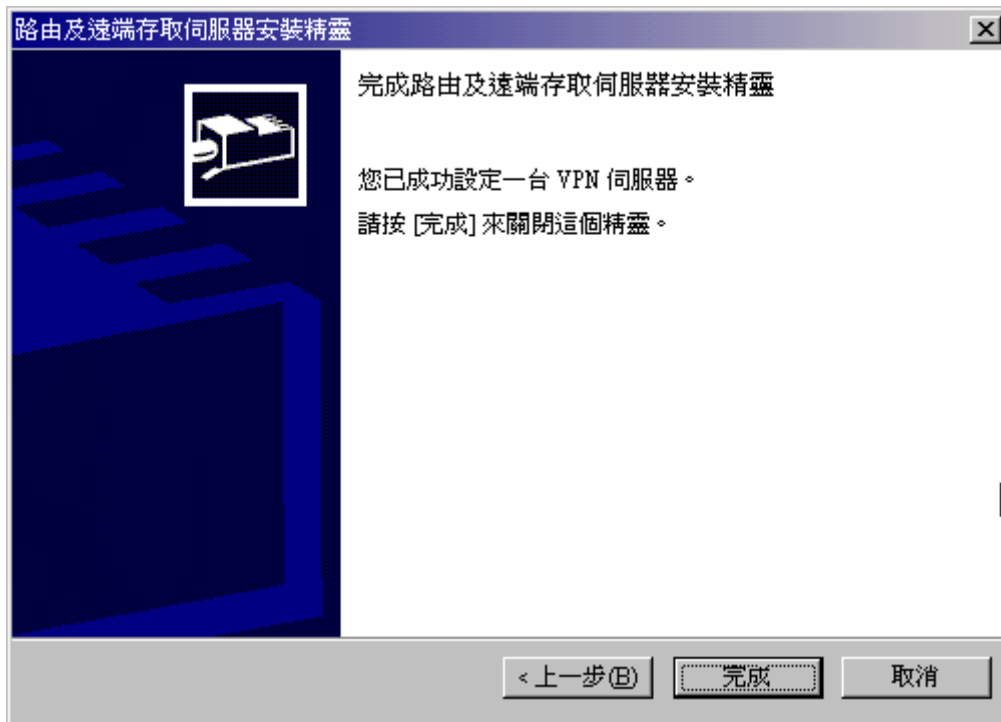 路由及遠端存取伺服器安裝精靈
完成路由及遠端存取伺服器安裝精靈
您已成功設定一台 VPN 伺服器。
請按 [完成] 來關閉這個精靈。
<上一步(B) 完成 取消